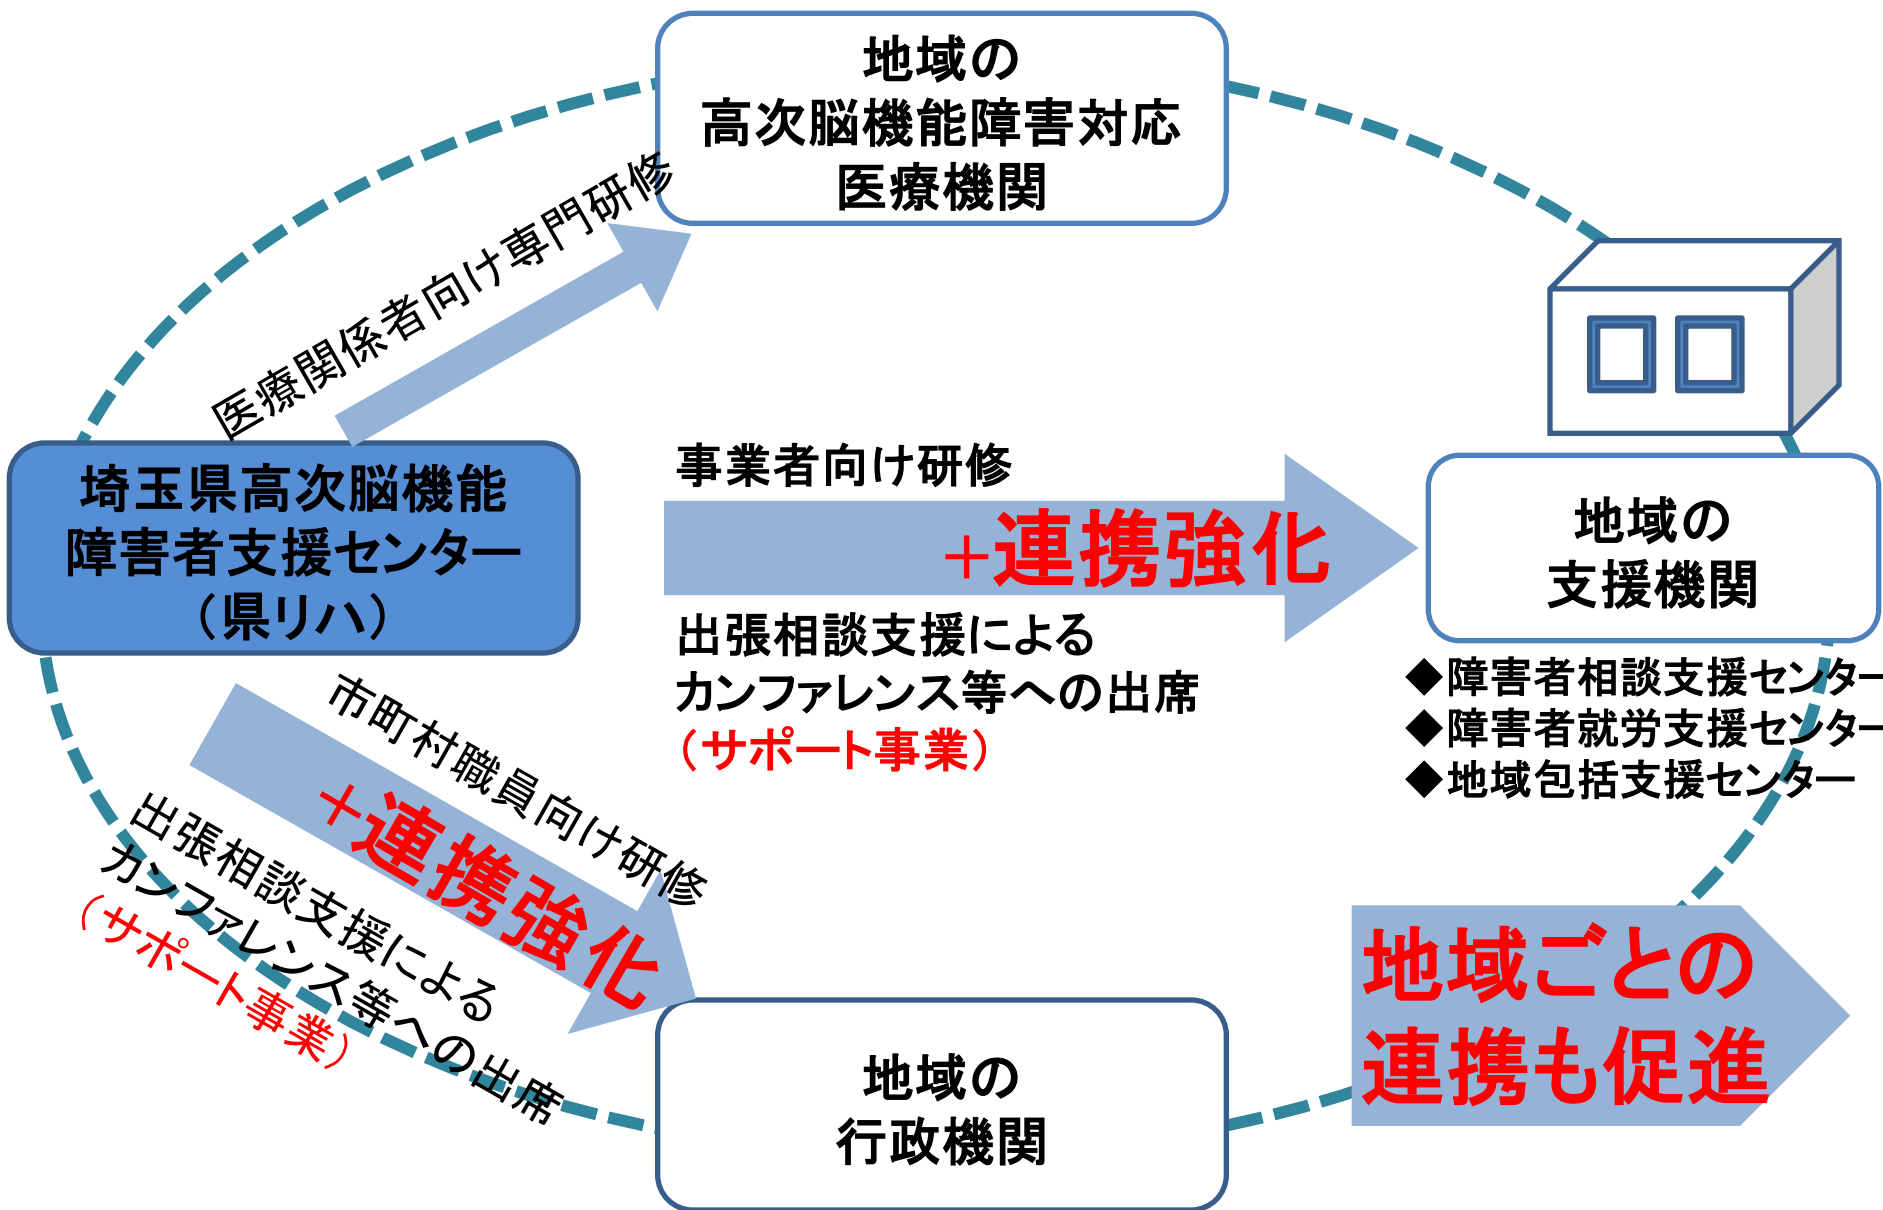 地域の
高次脳機能障害対応
医療機関
医療関係者向け専門研修
埼玉県高次脳機能
障害者支援センター
（県リハ）
事業者向け研修
+連携強化
出張相談支援による
カンファレンス等への出席
（サポート事業）
地域の
支援機関
◆障害者相談支援センター
◆障害者就労支援センター
◆地域包括支援センター
市町村職員向け研修
+連携強化
出張相談支援による
カンファレンス等への出席
（サポート事業）
地域の
行政機関
地域ごとの
連携も促進